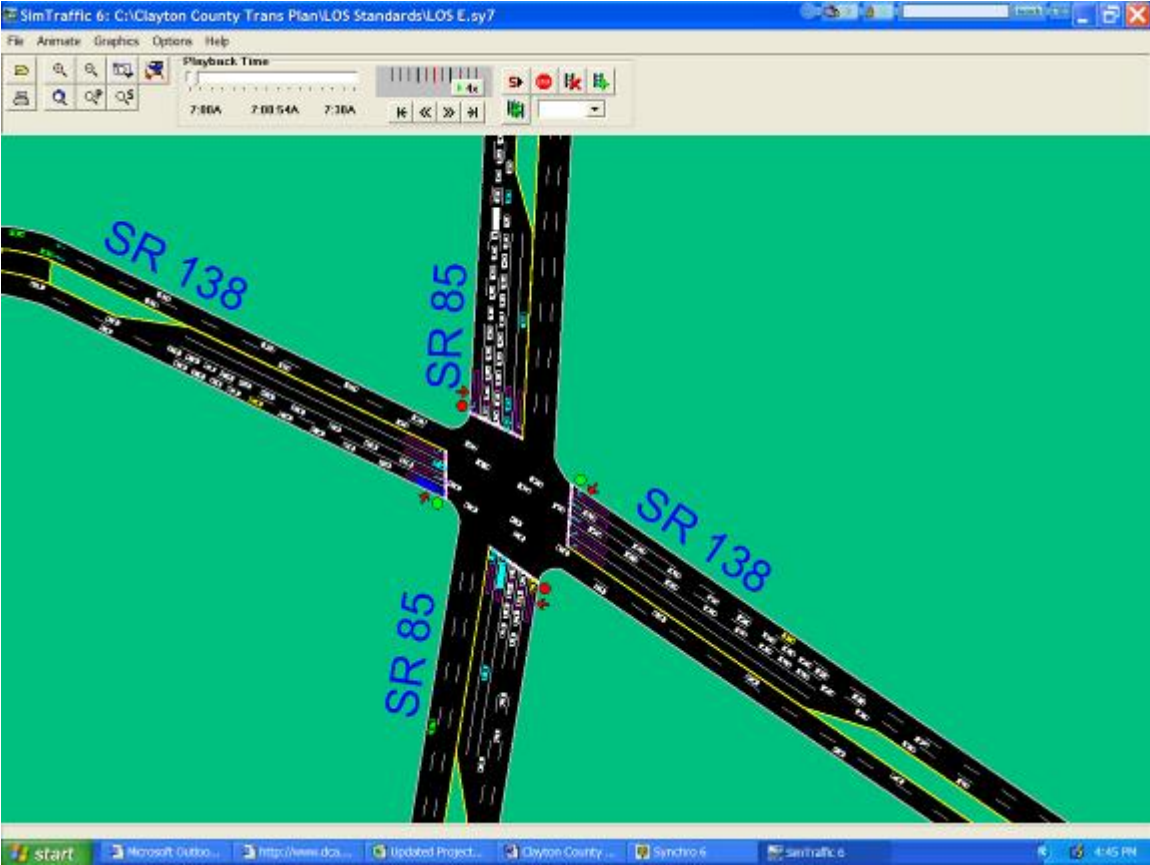 SimTraffic 6: C:\Clayton County Trans Plan\LOS Standards\LOS E.sy7
File Animate Graphics Options Help
Playback Time
4x
7:00A 7:00:54A 7:30A
SR 138
SR 85
SR 138
SR 85
start
Microsoft Outloo...
http://www.dca...
Updated Project...
Clayton County ...
Synchro 6
SimTraffic 6
4:45 PM